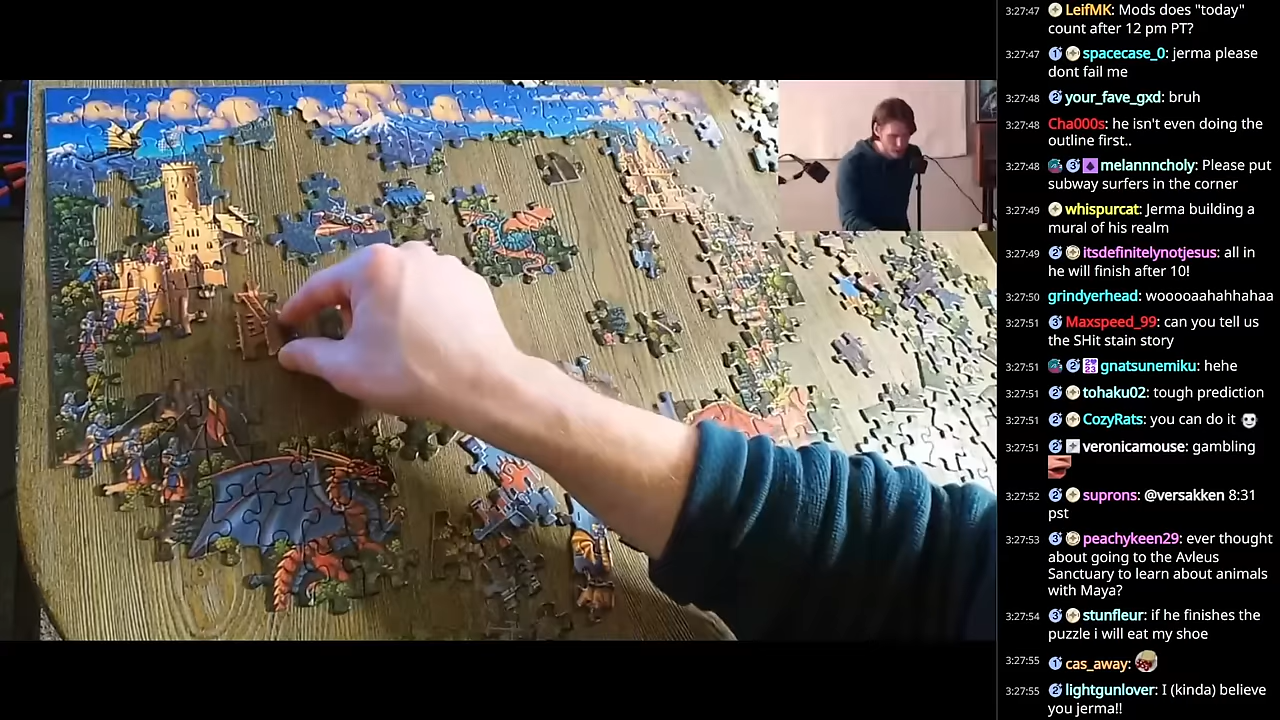 3:27:47 LeifMK: Mods does "today"
count after 12 pm PT?
3:27:47 spacecase_0: jerma please
dont fail me
3:27:48 your_fave_gxd: bruh
3:27:48 Cha000s: he isn't even doing the
outline first..
3:27:48 melannncholy: Please put
subway surfers in the corner
3:27:49 whispurcat: Jerma building a
mural of his realm
3:27:49 itsdefinitelynotjesus: all in
he will finish after 10!
3:27:50 grindyerhead: wooooaahahhahaa
3:27:51 Maxspeed_99: can you tell us
the SHit stain story
3:27:51 gnatsunemiku: hehe
3:27:51 tohaku02: tough prediction
3:27:51 CozyRats: you can do it
3:27:51 veronicamouse: gambling
3:27:52 suprons: @versakken 8:31
pst
3:27:53 peachykeen29: ever thought
about going to the Avleus
Sanctuary to learn about animals
with Maya?
3:27:54 stunfleur: if he finishes the
puzzle i will eat my shoe
3:27:55 cas_away:
3:27:55 lightgunlover: I (kinda) believe
you jerma!!